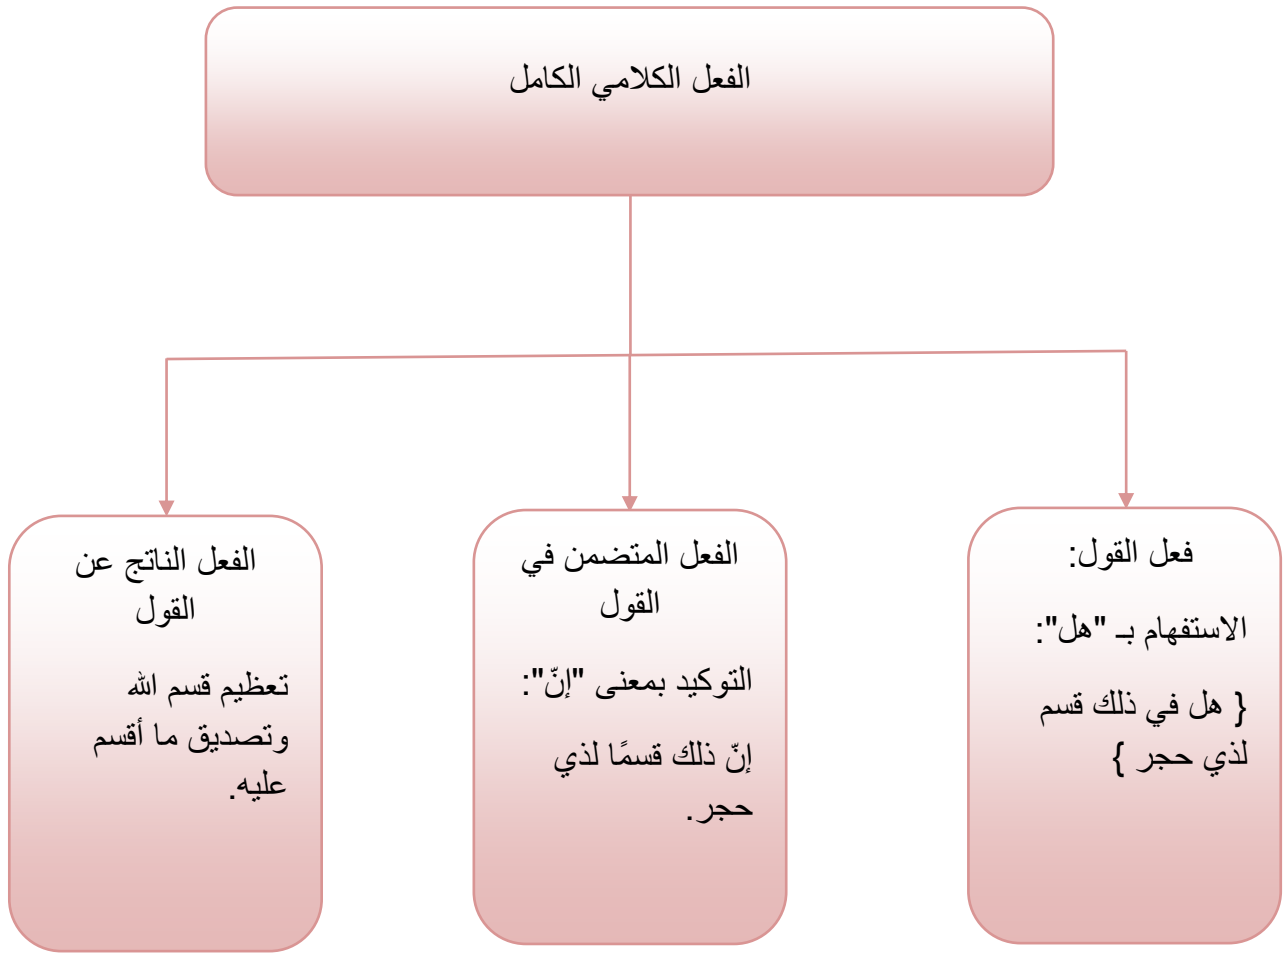 الفعل الكلامي الكامل
فعل القول:
الاستفهام بـ "هل":
{ هل في ذلك قسم
لذي حجر }
الفعل المتضمن في
القول
التوكيد بمعنى "إنّ":
إنّ ذلك قسمًا لذي
حجر.
الفعل الناتج عن
القول
تعظيم قسم الله
وتصديق ما أقسم
عليه.